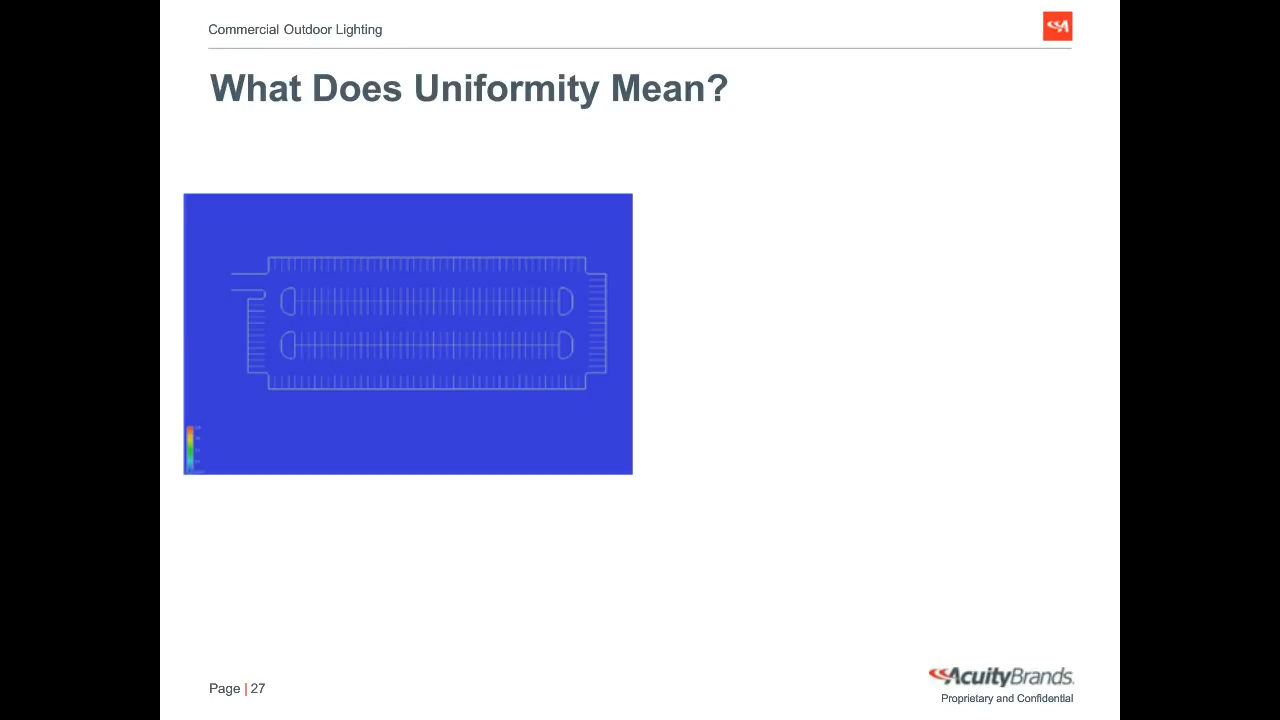 Commercial Outdoor Lighting
What Does Uniformity Mean?
Page | 27
AcuityBrands.
Proprietary and Confidential